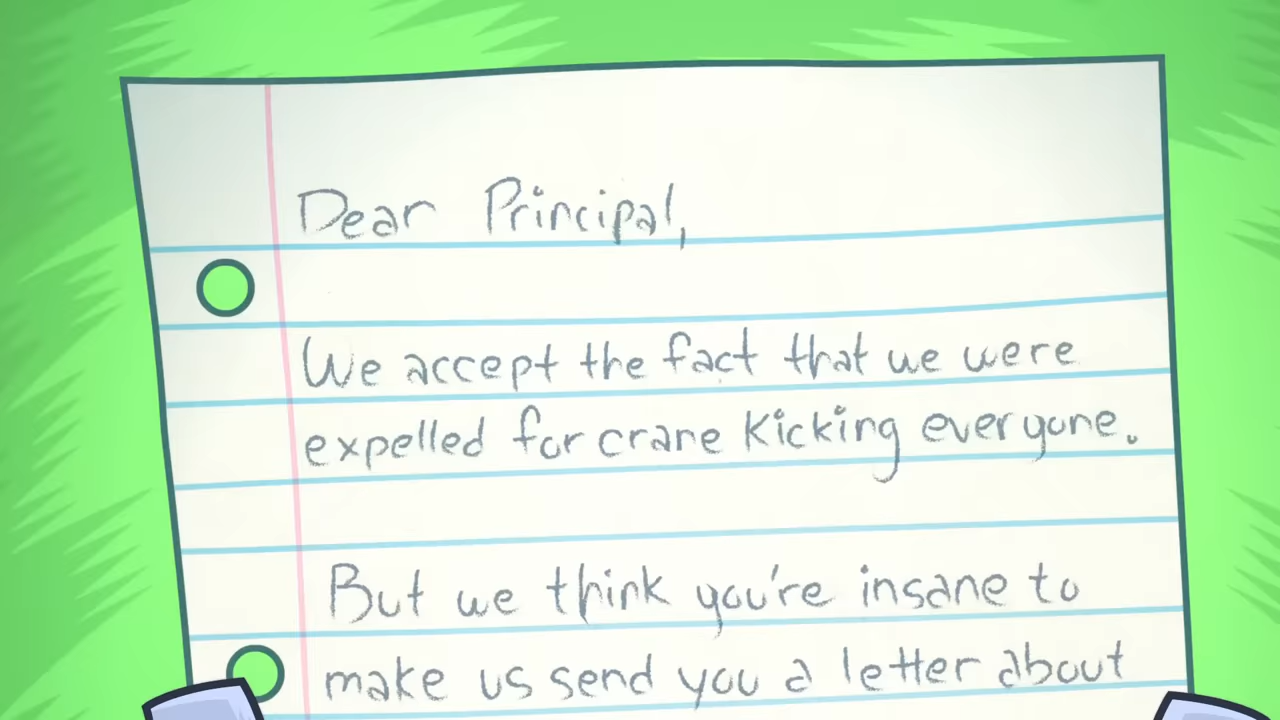 Dear Principal,
We accept the fact that we were
expelled for crane kicking everyone.
But we think you're insane to
make us send you a letter about